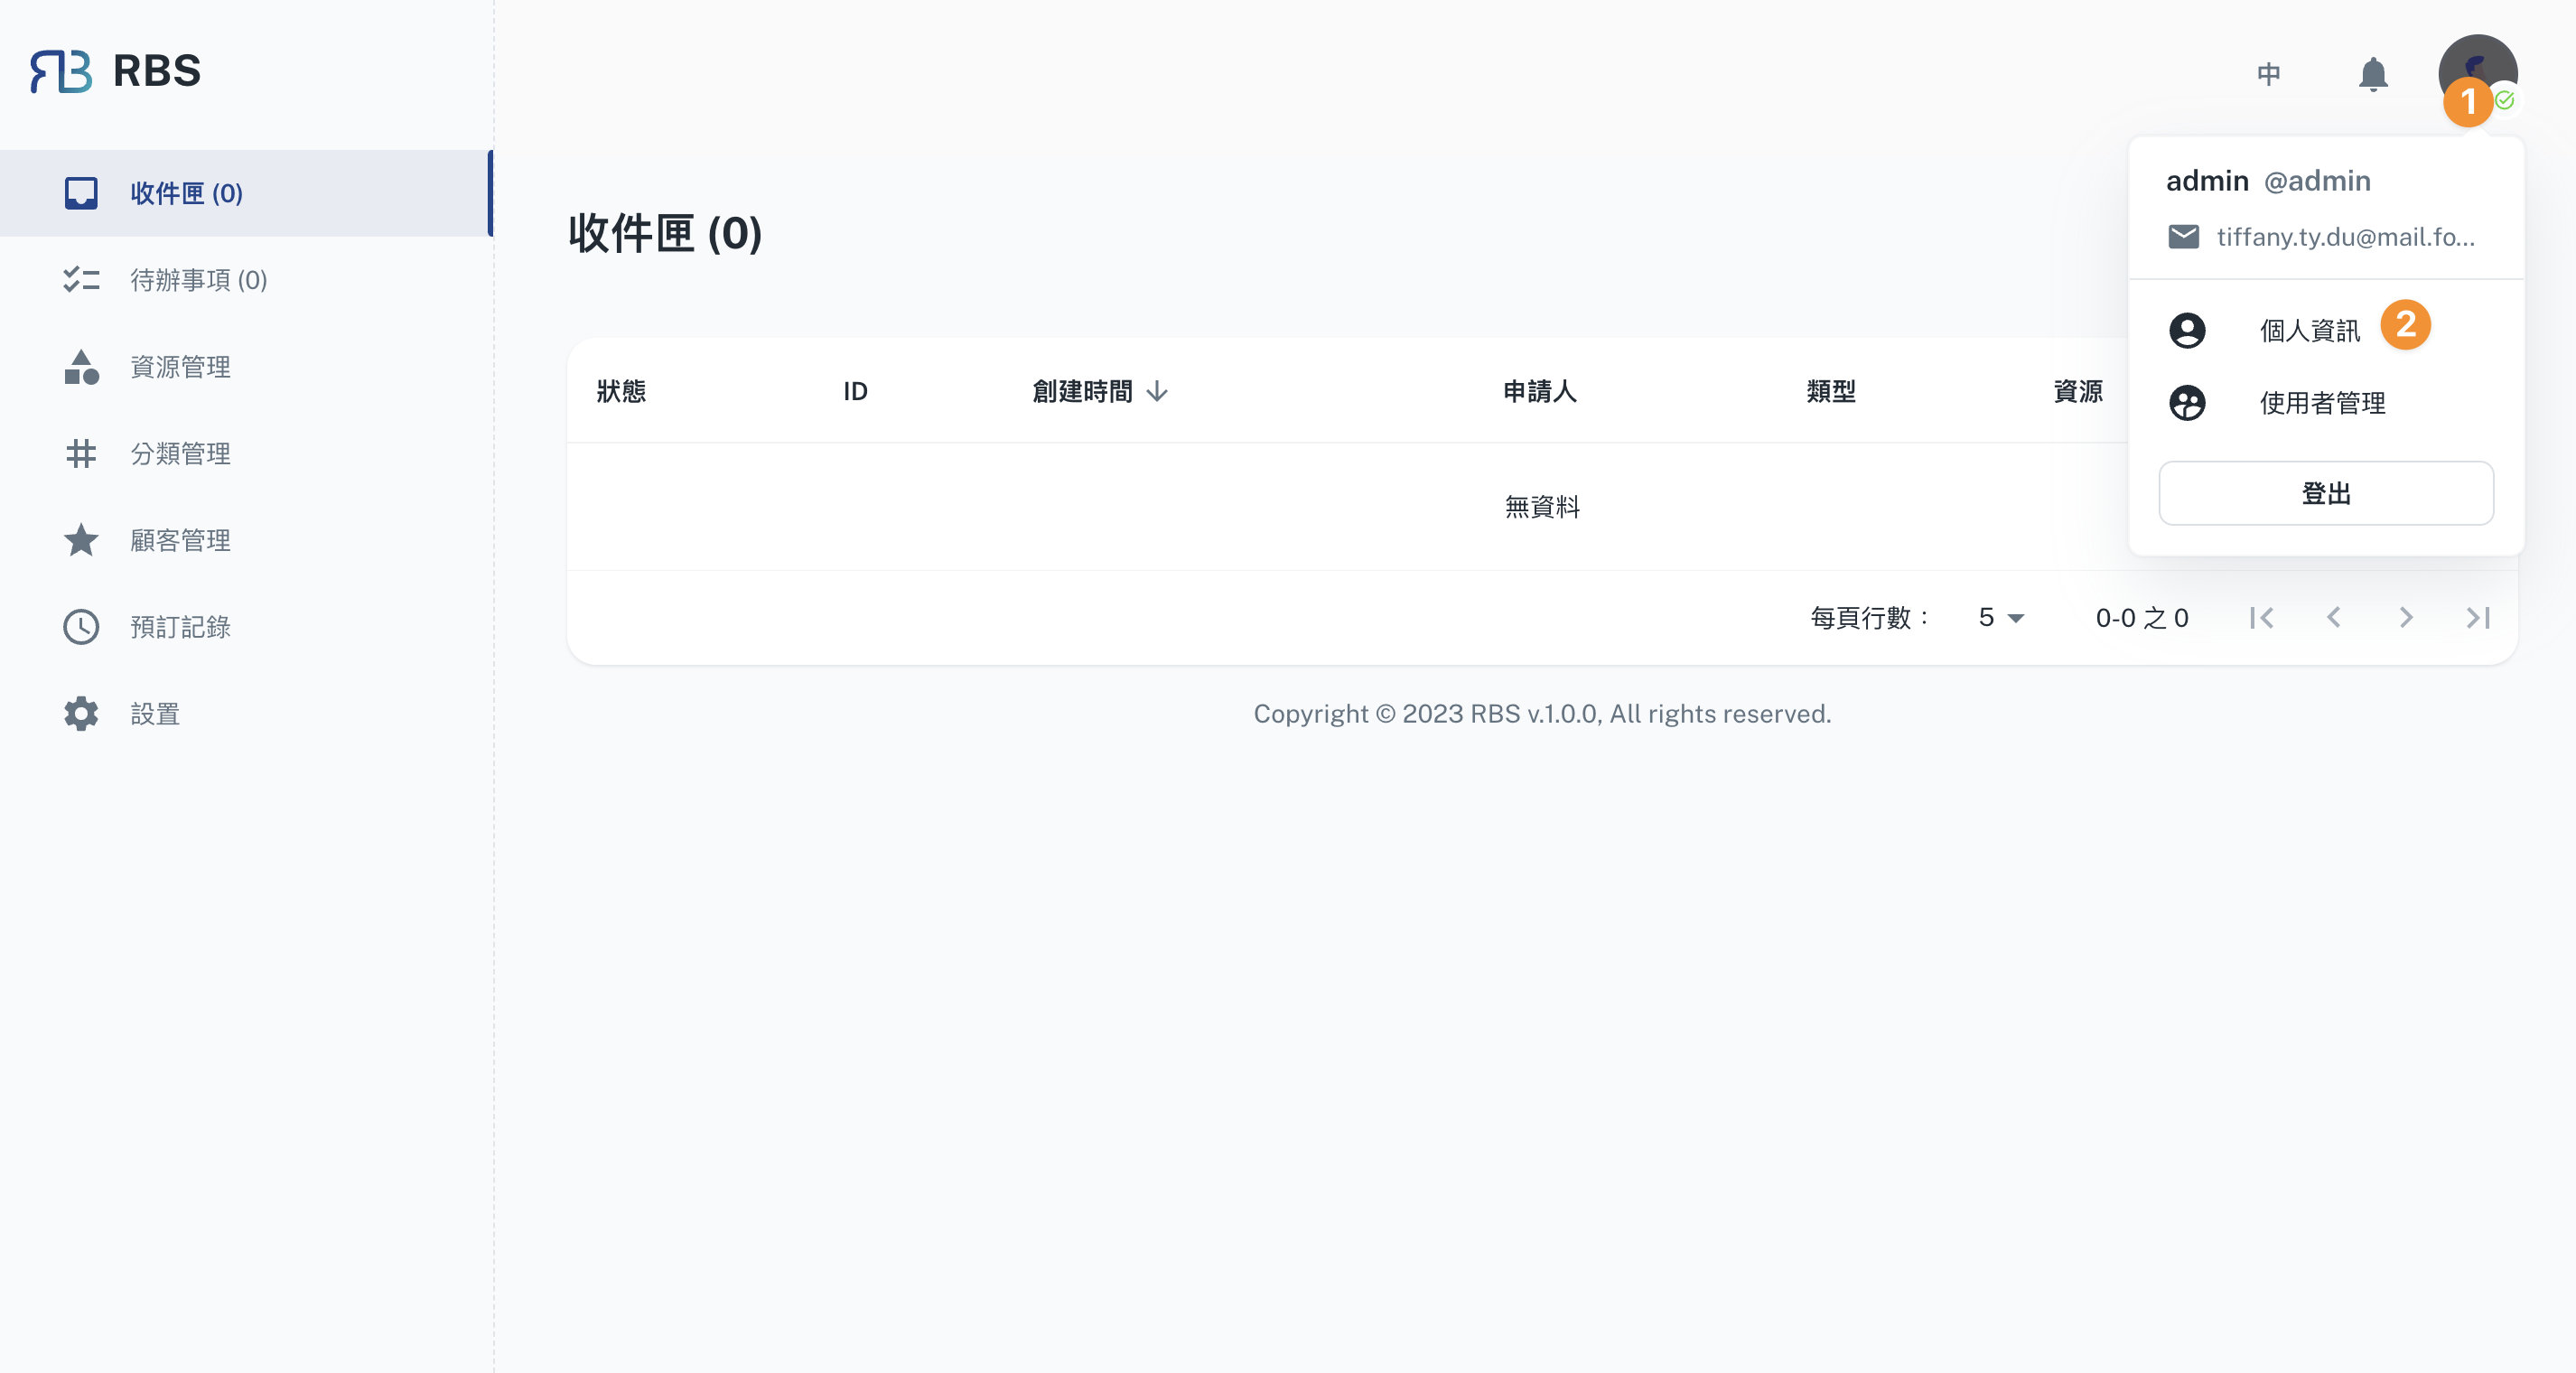 RBS
中
1
admin @admin
tiffany.ty.du@mail.fo...
個人資訊 2
使用者管理
登出
收件匣 (0)
待辦事項 (0)
資源管理
分類管理
顧客管理
預訂記錄
設置
收件匣 (0)
狀態 ID 創建時間 申請人 類型 資源
無資料
每頁行數： 5 0-0 之 0
Copyright © 2023 RBS v.1.0.0, All rights reserved.